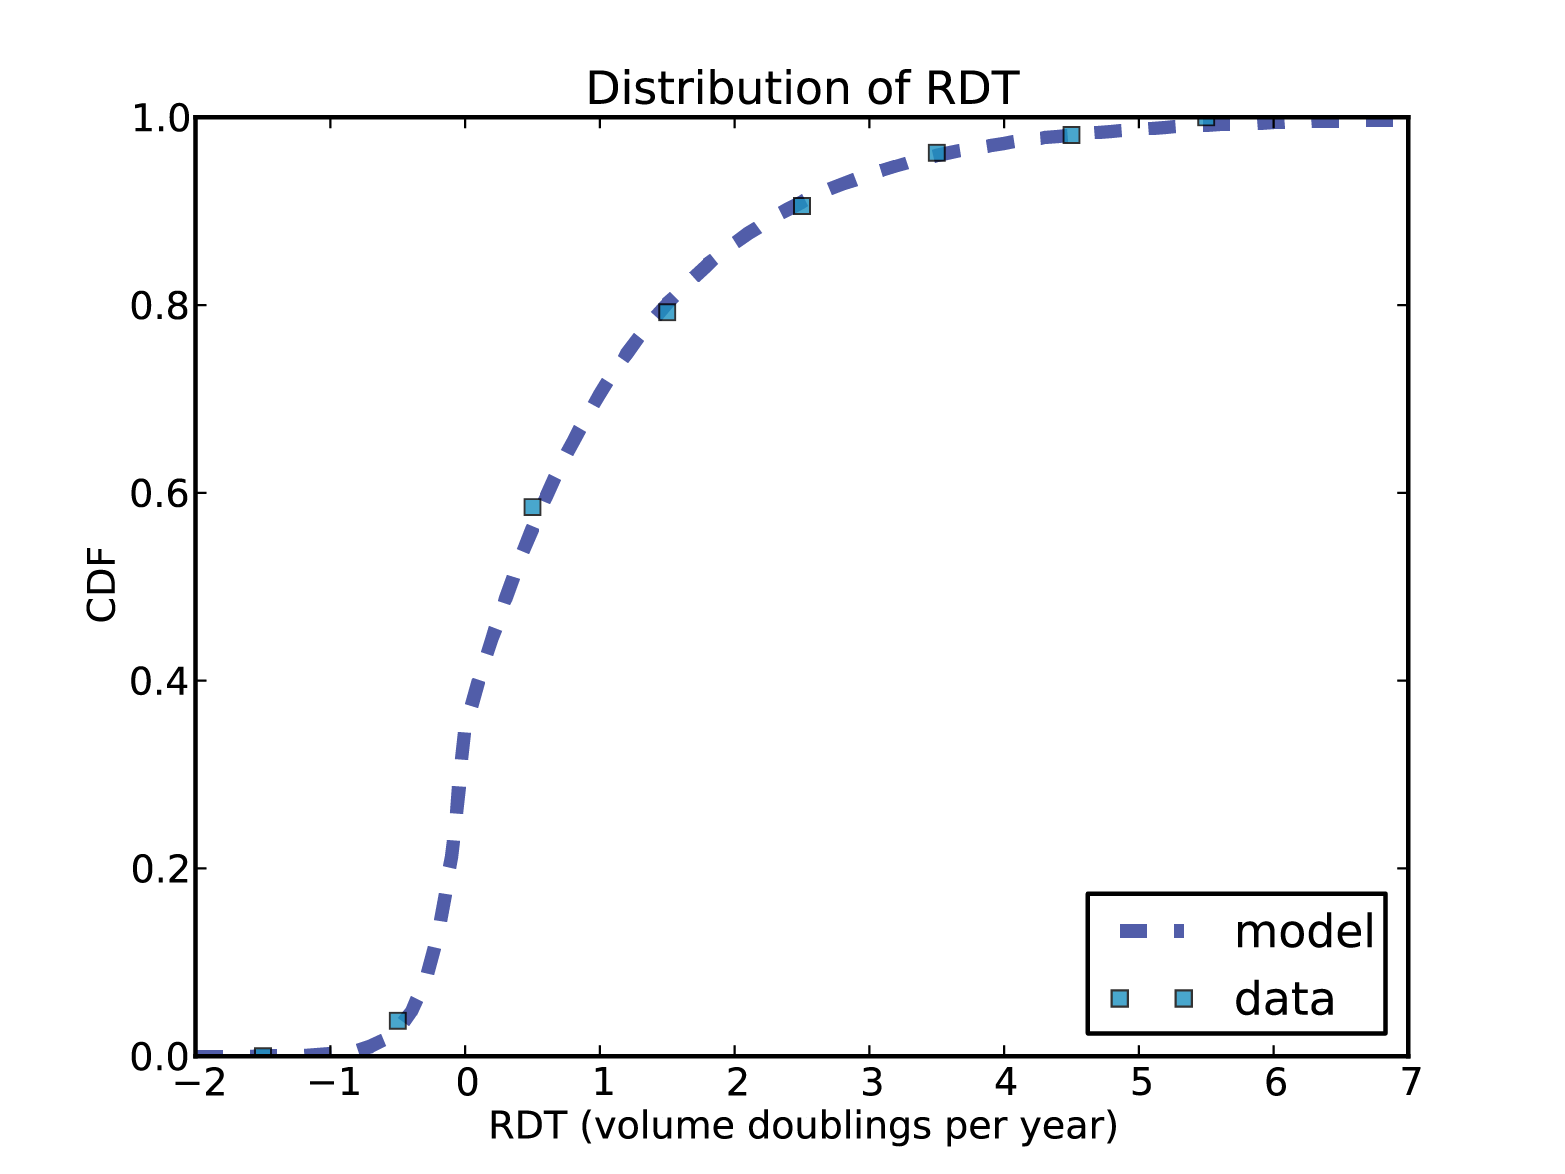 Distribution of RDT
1.0
0.8
0.6
0.4
0.2
0.0
CDF
−2 −1 0 1 2 3 4 5 6 7
RDT (volume doublings per year)
model
data